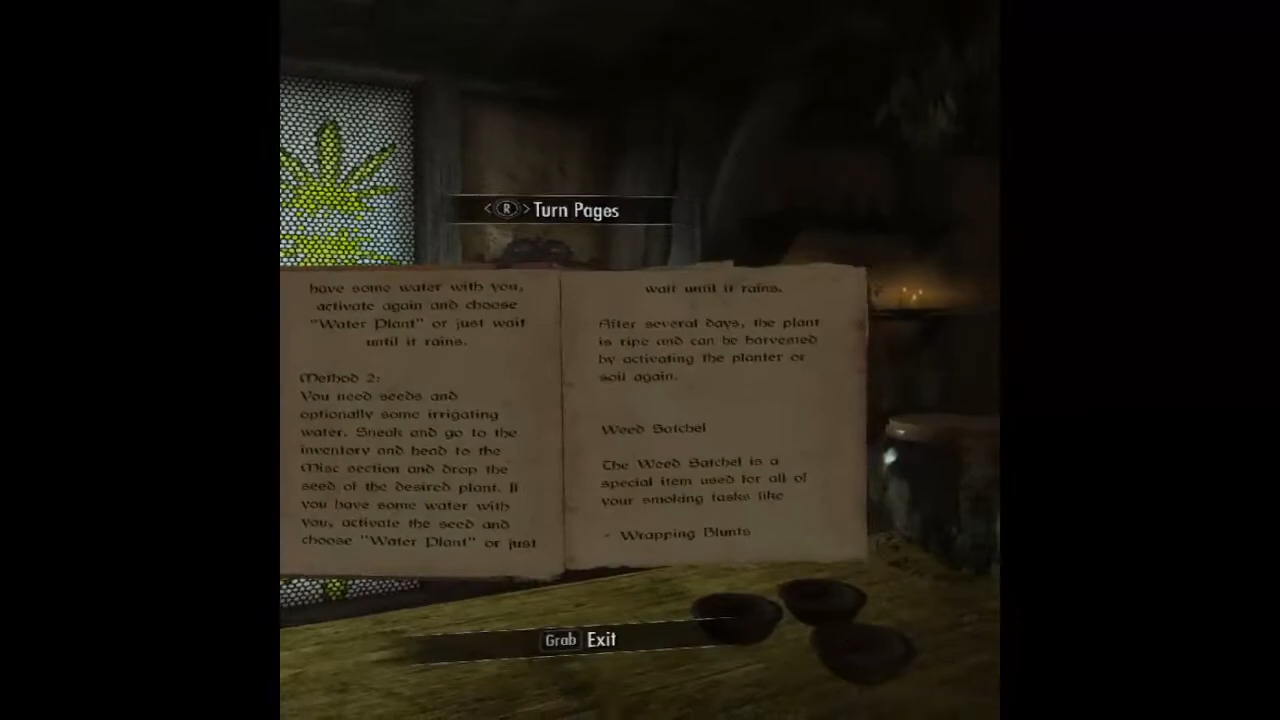 <R> Turn Pages
have some water with you,
activate again and choose
"Water Plant" or just wait
until it rains.
Method 2:
You need seeds and
optionally some irrigating
water. Sneak and go to the
inventory and head to the
Misc section and drop the
seed of the desired plant. If
you have some water with
you, activate the seed and
choose "Water Plant" or just
wait until it rains.
After several days, the plant
is ripe and can be harvested
by activating the planter or
soil again.
Weed Satchel
The Weed Satchel is a
special item used for all of
your smoking tasks like
- Wrapping Blunts
Grab Exit